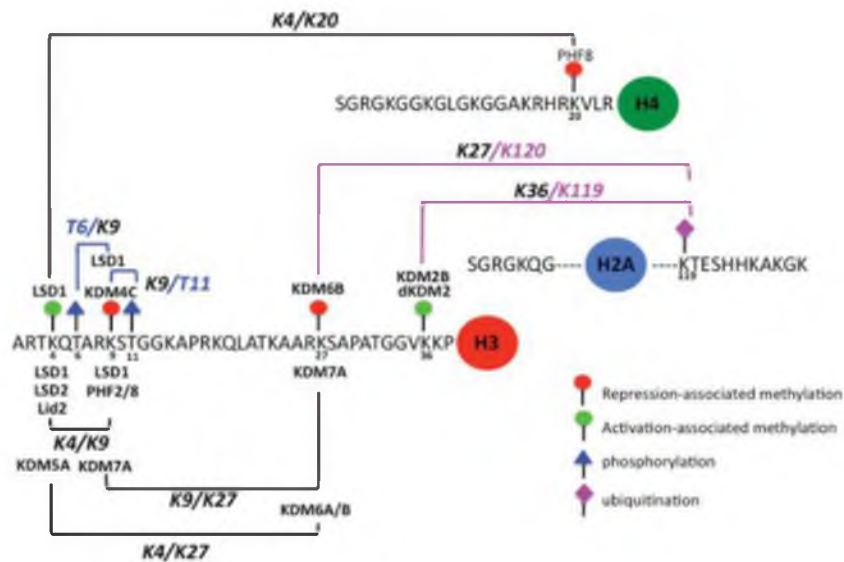 K4/K20
PHF8
SGRGKGGKGLGKGGAKRHRKVLR H4
20
K27/K120
K36/K119
T6/K9
LSD1
K9/T11
SGRGKQG H2A KTESHHKAKGK
119
KDM2B
dKDM2
LSD1 KDM4C KDM6B
ARTKQTARKSTGGKAPRKQLATKAARKSAPATGGVKKP H3
4 6 9 11 27 36
LSD1 LSD1 KDM7A
LSD2 PHF2/8
Lid2
K4/K9
KDM5A KDM7A
K9/K27
KDM6A/B
K4/K27
Repression-associated methylation
Activation-associated methylation
phosphorylation
ubiquitination